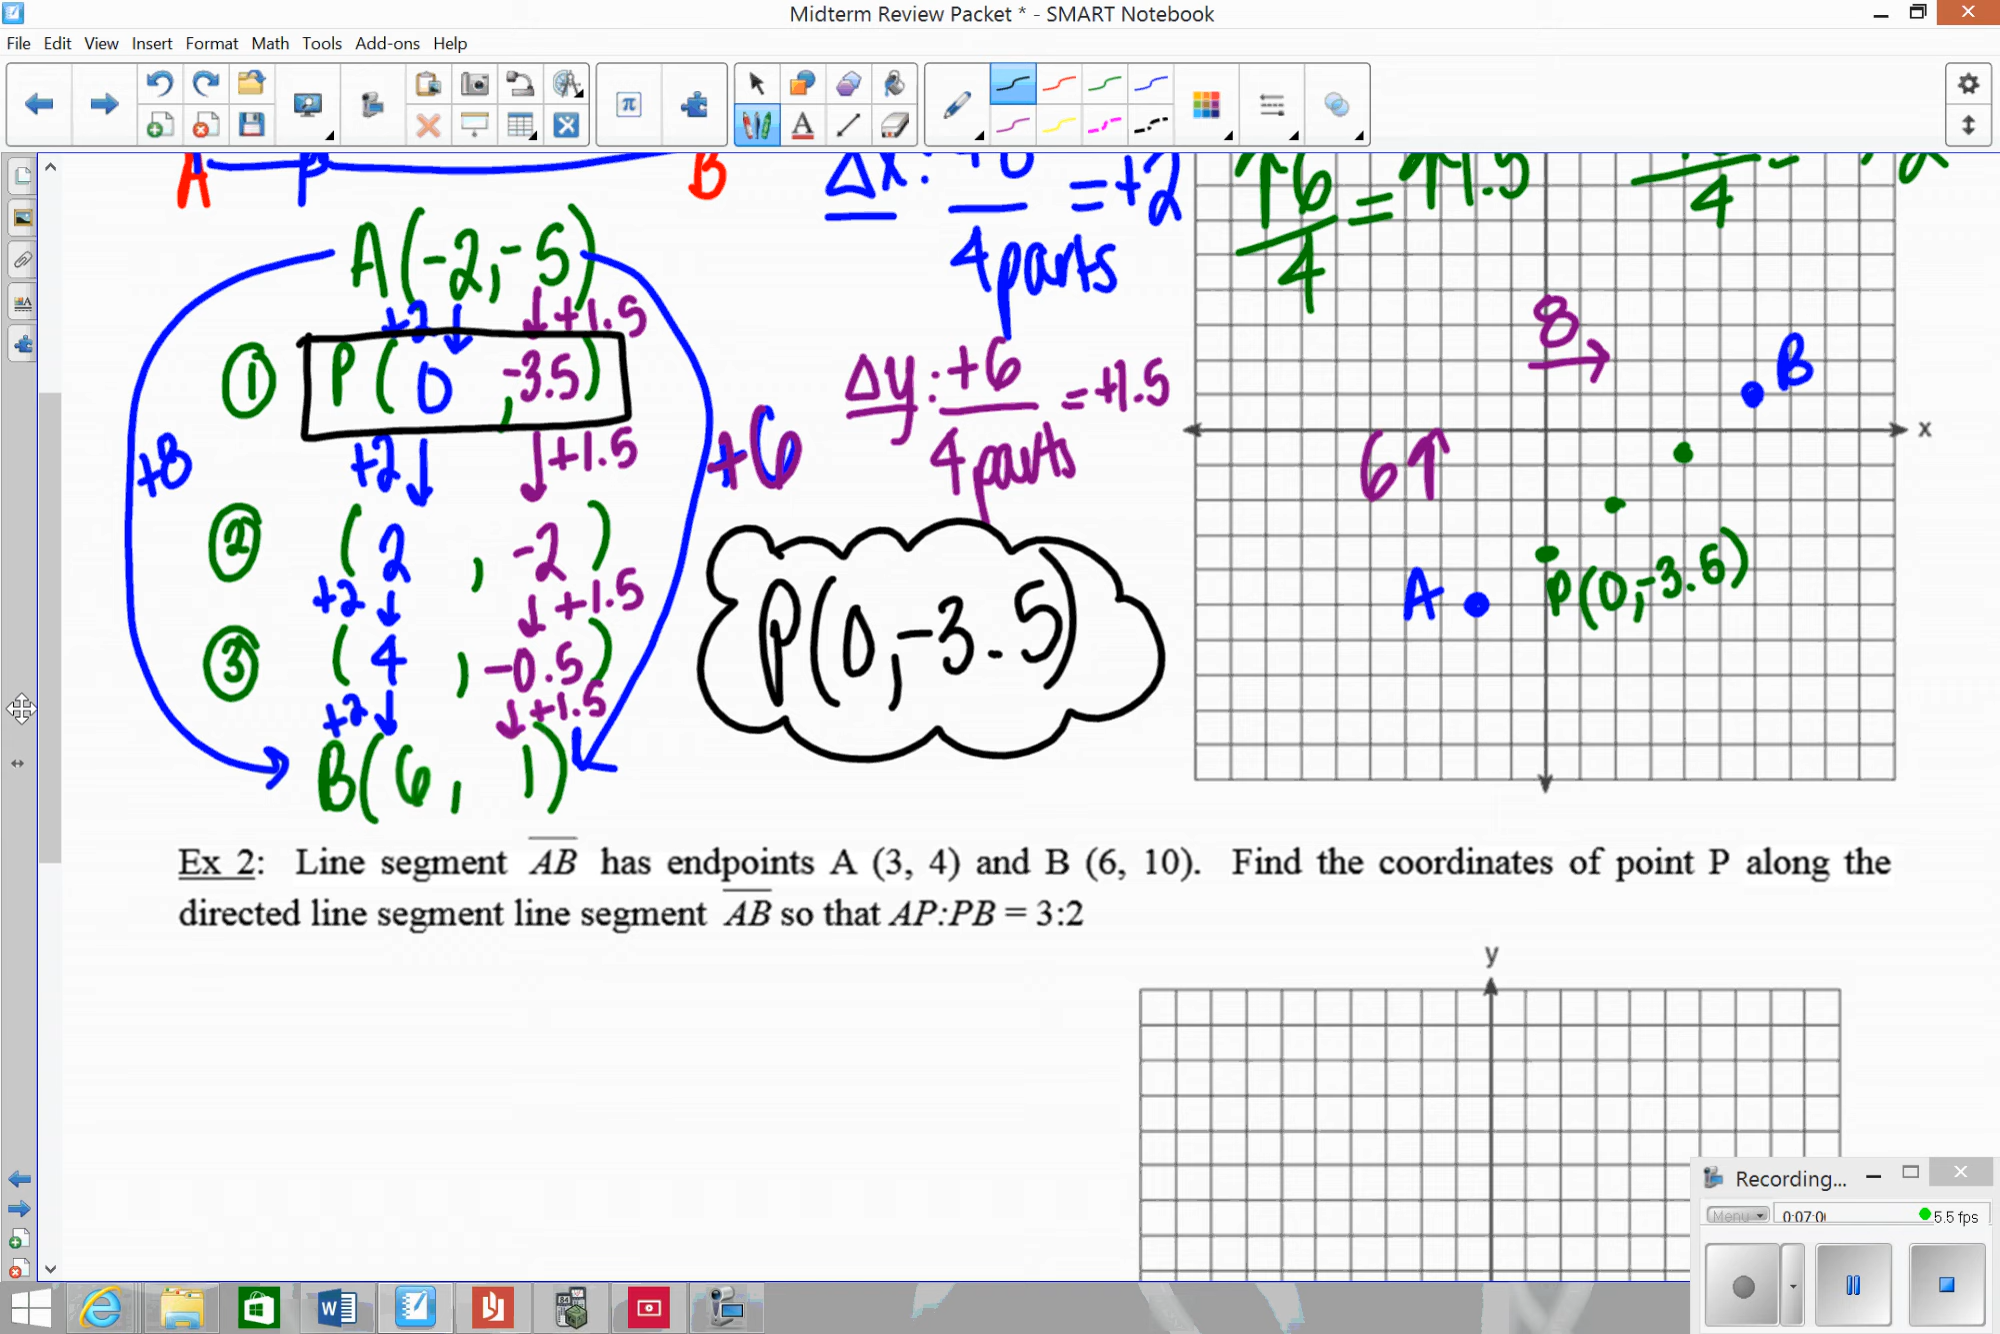 Midterm Review Packet * - SMART Notebook
File Edit View Insert Format Math Tools Add-ons Help
A P B
A(-2,-5)
+2 +1.5
① P(0,-3.5)
+2 +1.5
+8
+6
② (2, -2)
+2 +1.5
③ (4, -0.5)
+2 +1.5
B(6, 1)
Δx: = +2
4 parts
Δy: +6 = +1.5
4 parts
P(0,-3.5)
↑6 = ↑1.5
4
4
8
B
x
6↑
A
P(0,-3.5)
Ex 2: Line segment AB has endpoints A (3, 4) and B (6, 10). Find the coordinates of point P along the
directed line segment line segment AB so that AP:PB = 3:2
y
Recording...
Menu 0:07:0 5.5 fps